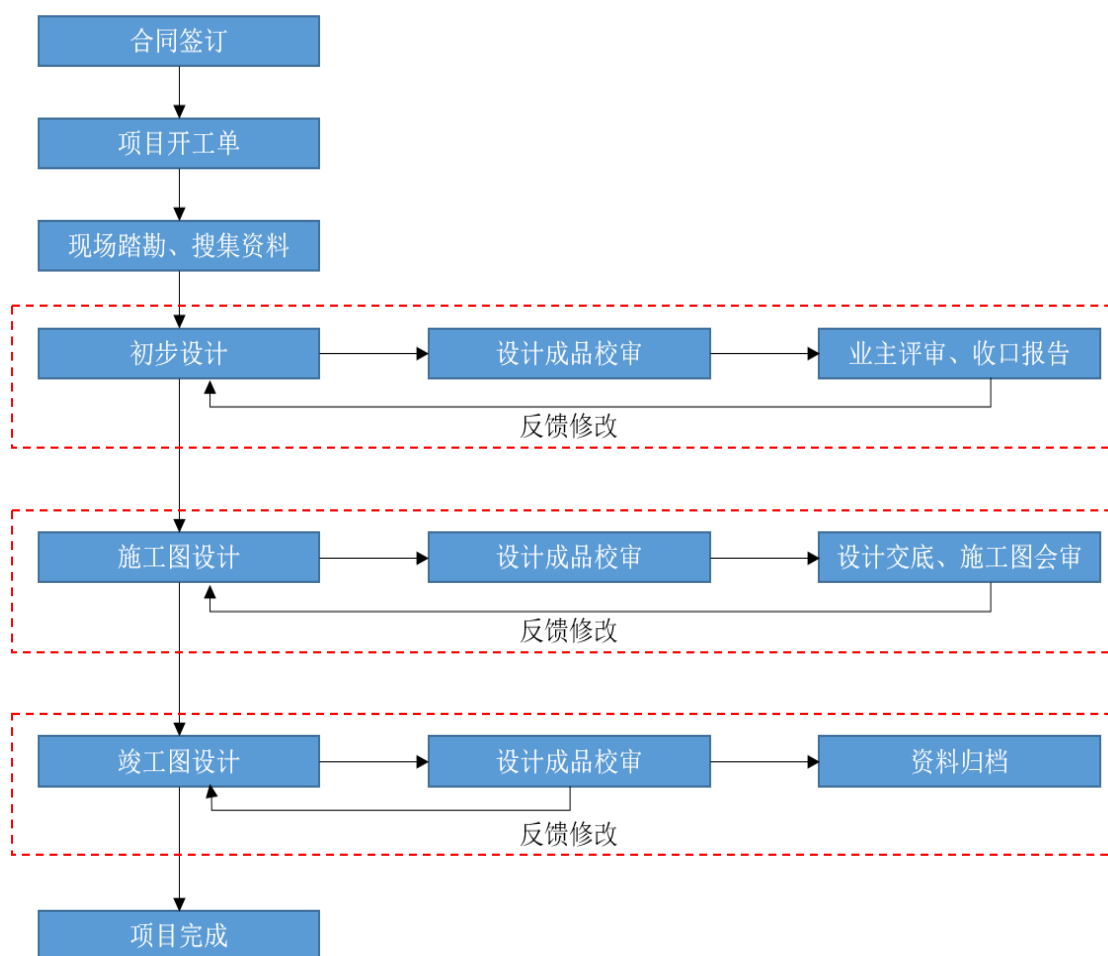 合同签订
项目开工单
现场踏勘、搜集资料
初步设计
设计成品校审
业主评审、收口报告
反馈修改
施工图设计
设计成品校审
设计交底、施工图会审
反馈修改
竣工图设计
设计成品校审
资料归档
反馈修改
项目完成